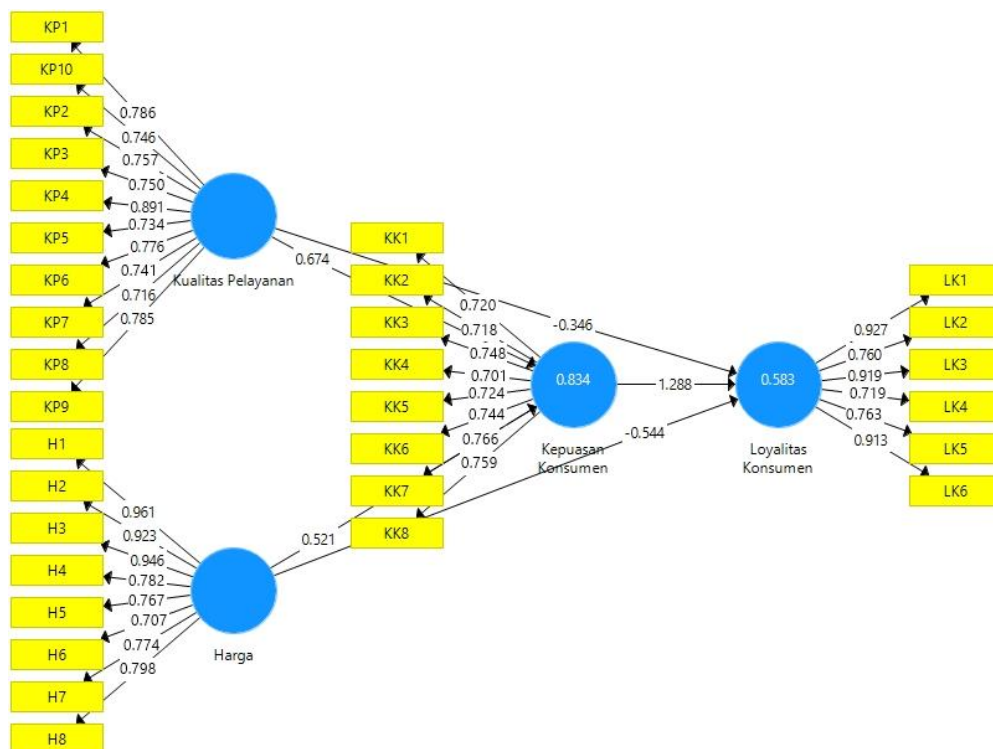 KP1
KP10
KP2
KP3
KP4
KP5
KP6
KP7
KP8
KP9
0.786
0.746
0.757
0.750
0.891
0.734
0.776
0.741
0.716
0.785
Kualitas Pelayanan
H1
H2
H3
H4
H5
H6
H7
H8
0.961
0.923
0.946
0.782
0.767
0.707
0.774
0.798
Harga
0.674
-0.346
0.521
-0.544
KK1
KK2
KK3
KK4
KK5
KK6
KK7
KK8
0.720
0.718
0.748
0.701
0.724
0.744
0.766
0.759
0.834
Kepuasan
Konsumen
1.288
0.583
Loyalitas
Konsumen
0.927
0.760
0.919
0.719
0.763
0.913
LK1
LK2
LK3
LK4
LK5
LK6